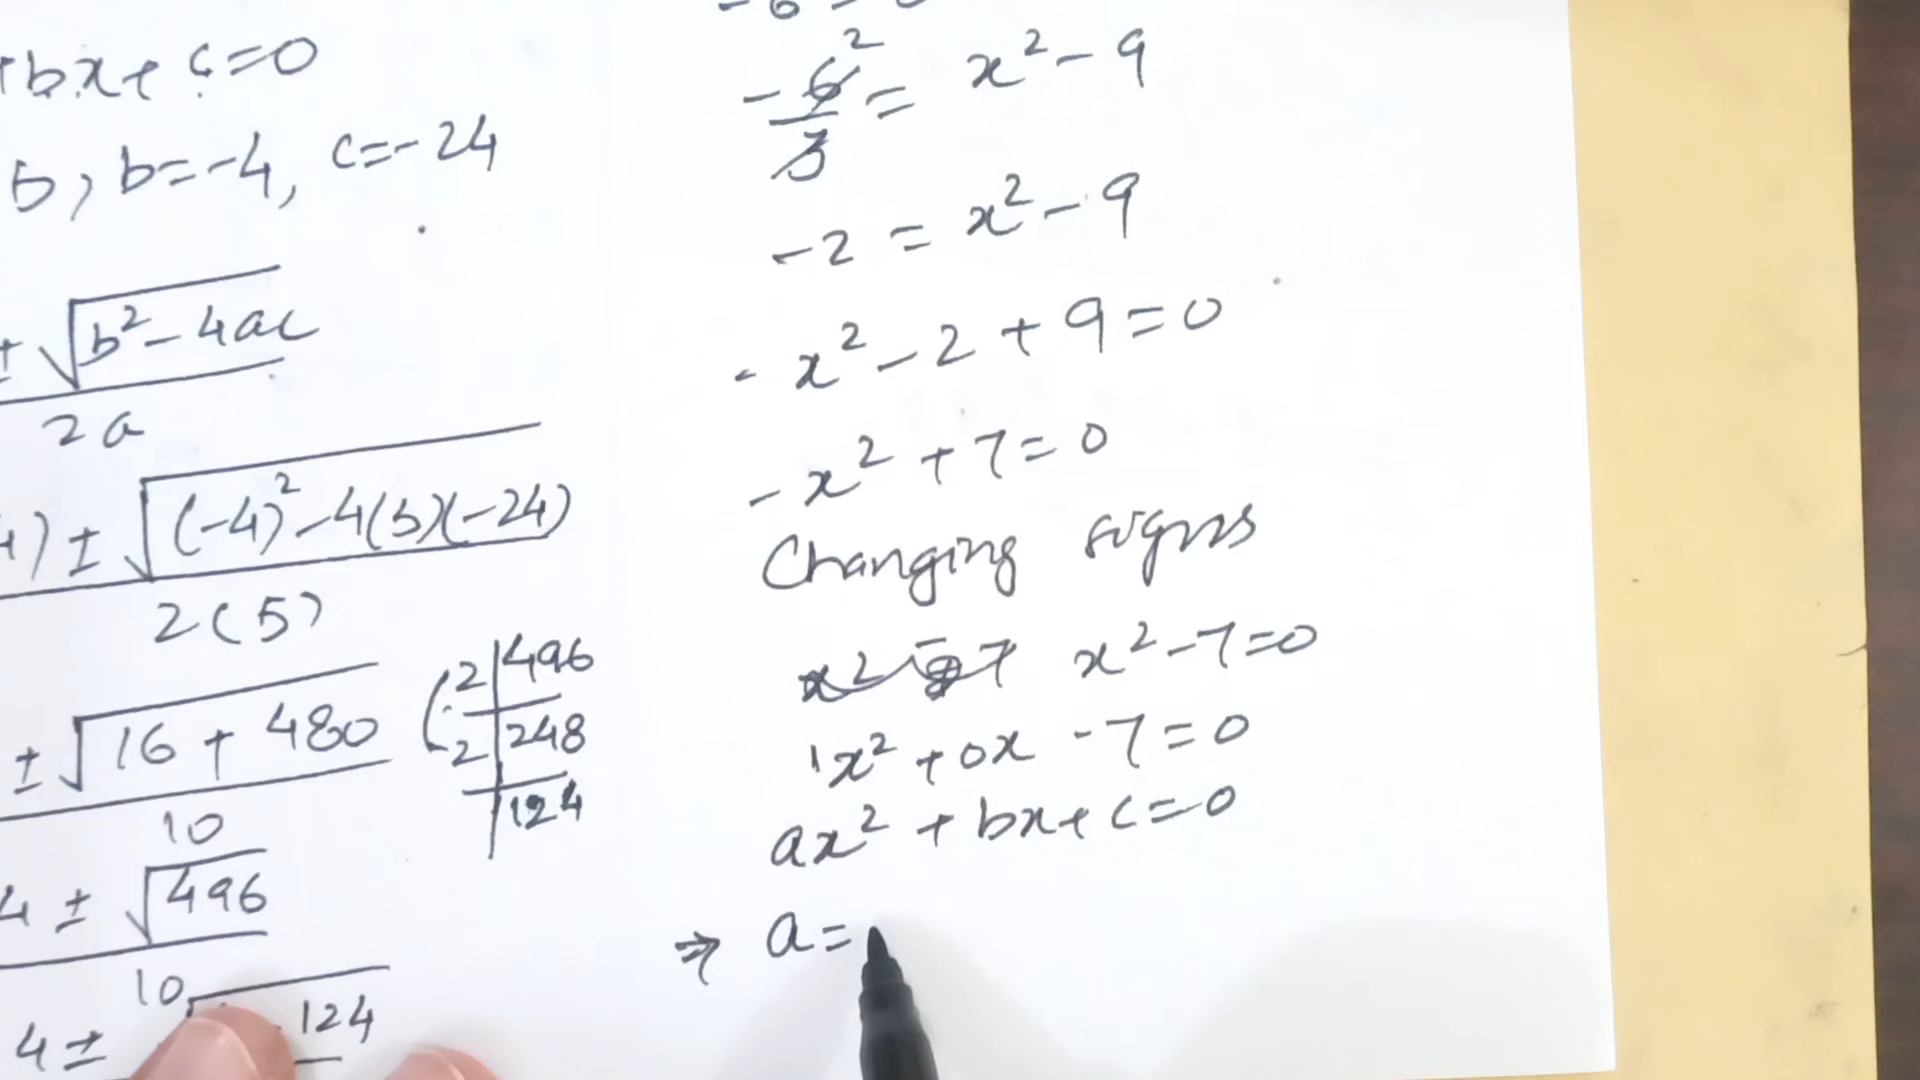 +bx + c=0
5, b=-4, c=-24
± √b² - 4ac
2a
4) ± √(-4)² - 4(5)(-24)
2(5)
± √16 + 480
10
2 | 496
2 | 248
124
4 ± √496
10
4 ± 124
-6/3 = x² - 9
2
-2 = x² - 9
- x² - 2 + 9 = 0
- x² + 7 = 0
Changing signs
x² - 7 = 0
1x² + 0x - 7 = 0
ax² + bx + c = 0
⇒ a =